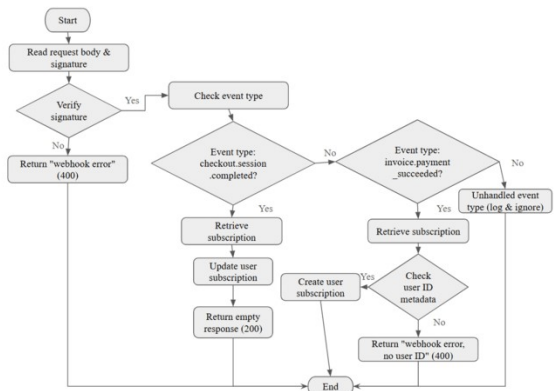 Start
Read request body &
signature
Verify
signature
Yes
Check event type
No
Return "webhook error"
(400)
Event type:
checkout.session
.completed?
No
Event type:
invoice.payment
_succeeded?
No
Unhandled event
type (log & ignore)
Yes
Retrieve
subscription
Update user
subscription
Return empty
response (200)
Yes
Retrieve subscription
Check
user ID
metadata
Yes
Create user
subscription
No
Return "webhook error,
no user ID" (400)
End